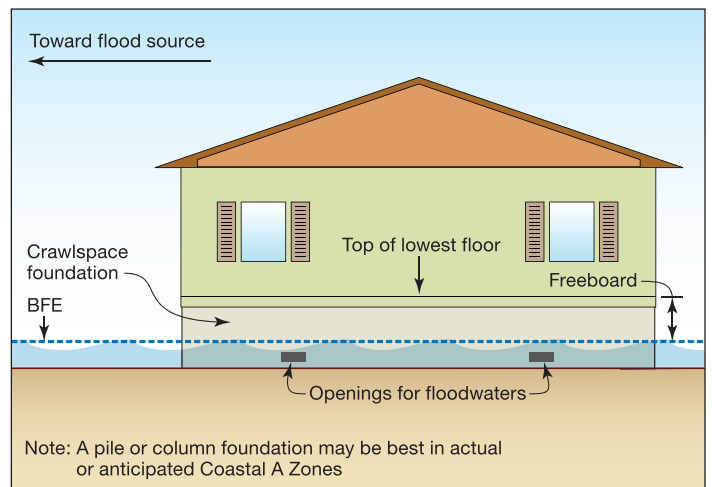 Toward flood source
Top of lowest floor
Crawlspace
foundation
Freeboard
BFE
Openings for floodwaters
Note: A pile or column foundation may be best in actual
or anticipated Coastal A Zones